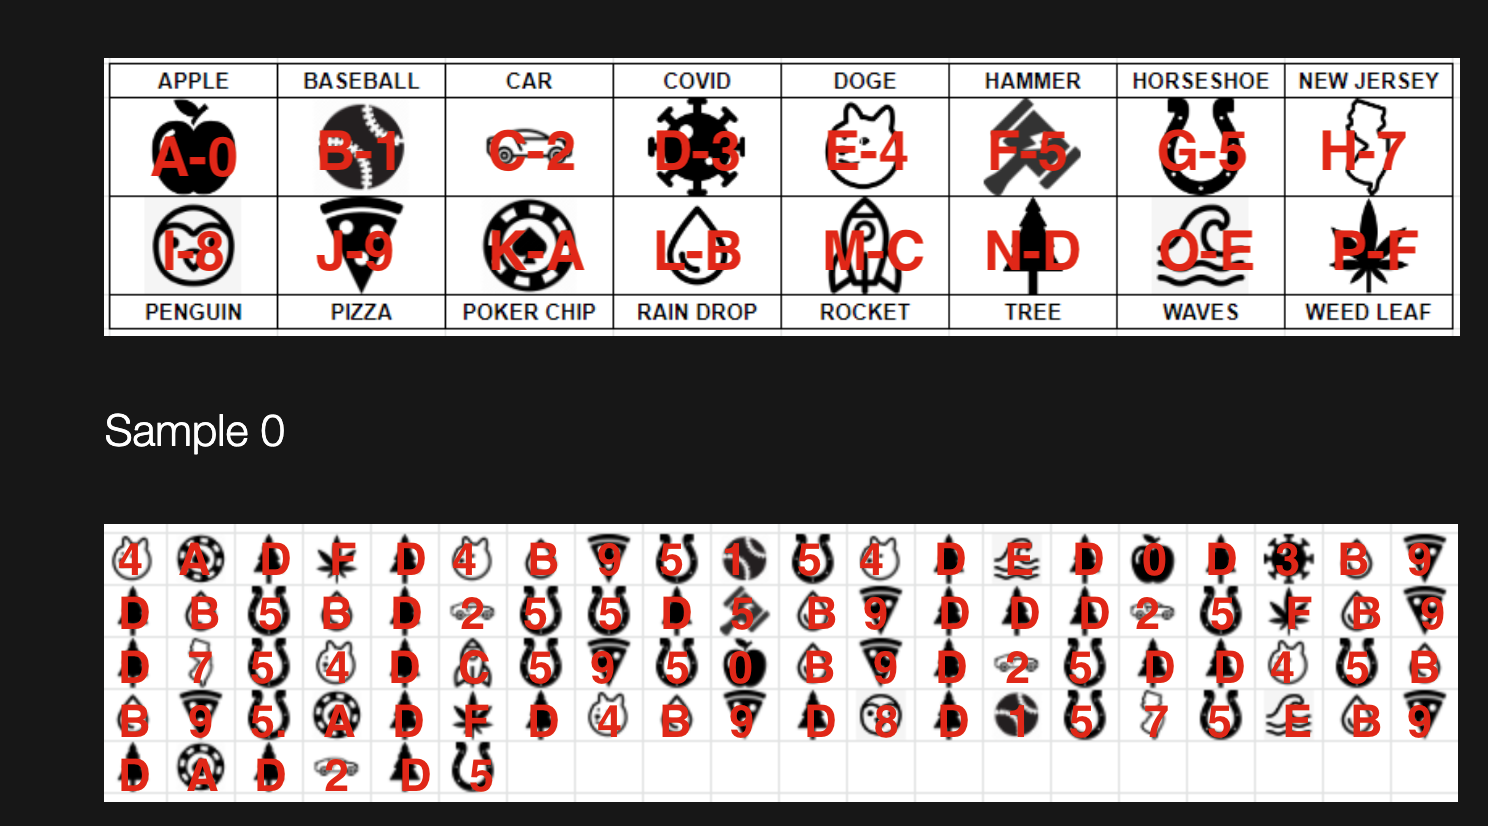 APPLE BASEBALL CAR COVID DOGE HAMMER HORSESHOE NEW JERSEY
A-0 B-1 C-2 D-3 E-4 F-5 G-5 H-7
I-8 J-9 K-A L-B M-C N-D O-E P-F
PENGUIN PIZZA POKER CHIP RAIN DROP ROCKET TREE WAVES WEED LEAF
Sample 0
4 A D F D 4 B 9 5 1 5 4 D E D 0 D 3 B 9
D B 5 B D 2 5 5 D 5 B 9 D D D 2 5 F B 9
D 7 5 4 D C 5 9 5 0 B 9 D 2 5 D D 4 5 B
B 9 5. A D F D 4 B 9 D 8 D 1 5 7 5 E B 9
D A D 2 D 5